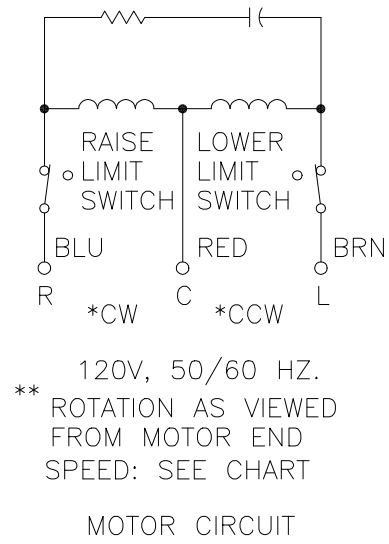 RAISE LOWER
LIMIT LIMIT
SWITCH SWITCH
BLU RED BRN
R C L
*CW *CCW
120V, 50/60 HZ.
** ROTATION AS VIEWED
FROM MOTOR END
SPEED: SEE CHART
MOTOR CIRCUIT